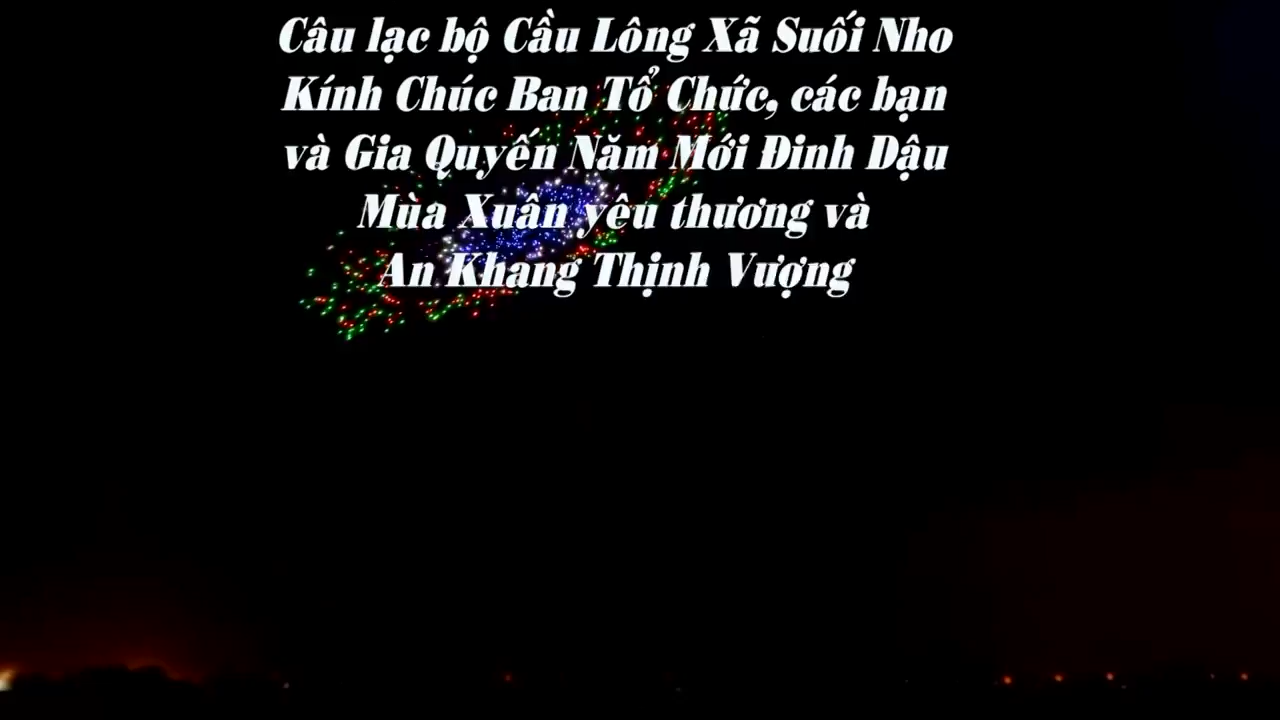 Câu lạc bộ Cầu Lông Xã Suối Nho
Kính Chúc Ban Tổ Chức, các bạn
và Gia Quyến Năm Mới Đinh Dậu
Mùa Xuân yêu thương và
An Khang Thịnh Vượng